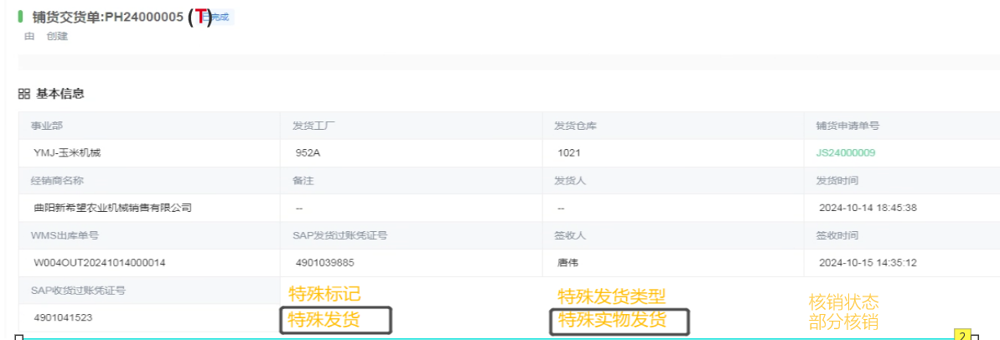 铺货交货单:PH24000005 (T) 已完成
由 创建
基本信息
事业部 发货工厂 发货仓库 铺货申请单号
YMJ-玉米机械 952A 1021 JS24000009
经销商名称 备注 发货人 发货时间
曲阳新希望农业机械销售有限公司 -- -- 2024-10-14 18:45:38
WMS出库单号 SAP发货过账凭证号 签收人 签收时间
W004OUT20241014000014 4901039885 唐伟 2024-10-15 14:35:12
SAP收货过账凭证号 特殊标记 特殊发货类型 核销状态
4901041523 特殊发货 特殊实物发货 部分核销
2